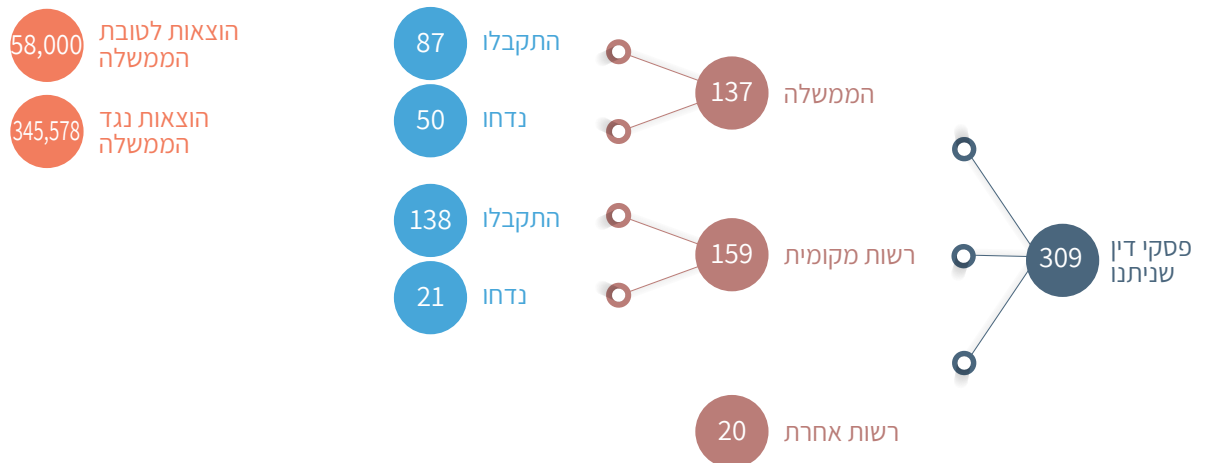 פסקי דין
שניתנו
309
הממשלה
137
התקבלו
87
נדחו
50
הוצאות לטובת
הממשלה
58,000
הוצאות נגד
הממשלה
345,578
רשות מקומית
159
התקבלו
138
נדחו
21
רשות אחרת
20